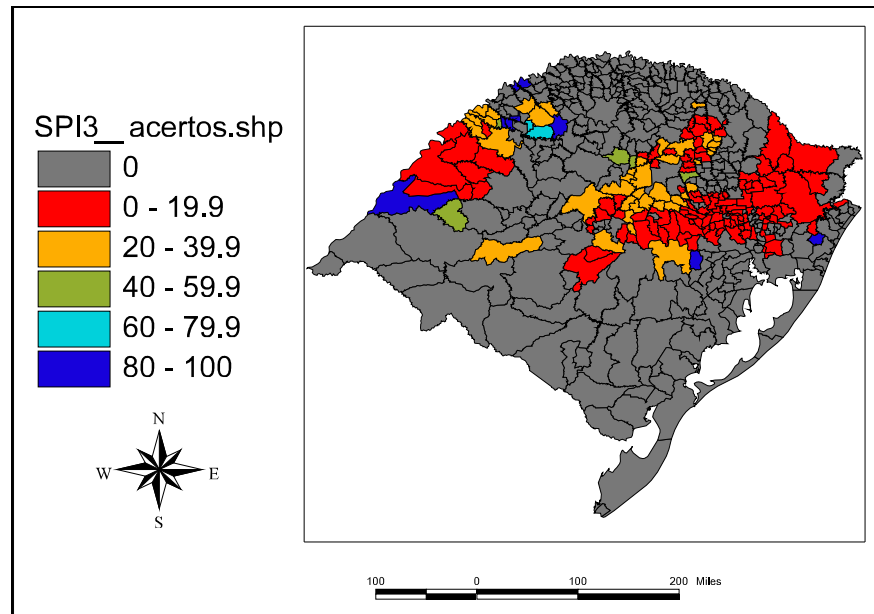 SPI3__acertos.shp
0
0 - 19.9
20 - 39.9
40 - 59.9
60 - 79.9
80 - 100
N
W E
S
100 0 100 200 Miles